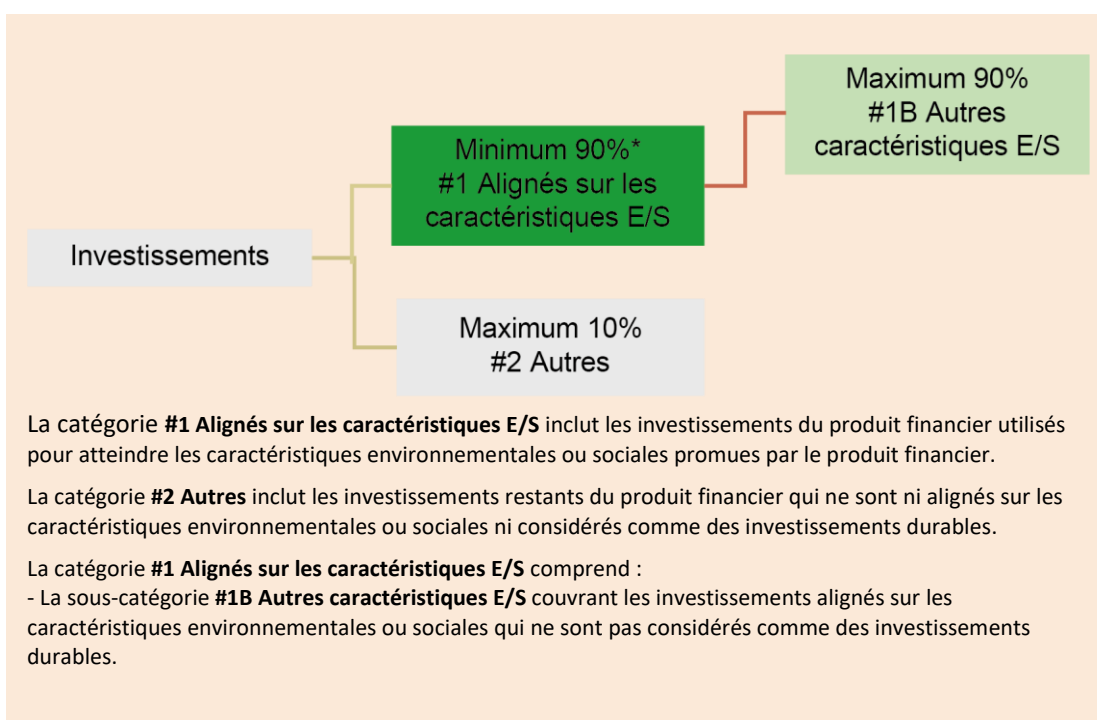 Maximum 90%
#1B Autres
caractéristiques E/S
Minimum 90%*
#1 Alignés sur les
caractéristiques E/S
Investissements
Maximum 10%
#2 Autres
La catégorie #1 Alignés sur les caractéristiques E/S inclut les investissements du produit financier utilisés
pour atteindre les caractéristiques environnementales ou sociales promues par le produit financier.
La catégorie #2 Autres inclut les investissements restants du produit financier qui ne sont ni alignés sur les
caractéristiques environnementales ou sociales ni considérés comme des investissements durables.
La catégorie #1 Alignés sur les caractéristiques E/S comprend :
- La sous-catégorie #1B Autres caractéristiques E/S couvrant les investissements alignés sur les
caractéristiques environnementales ou sociales qui ne sont pas considérés comme des investissements
durables.